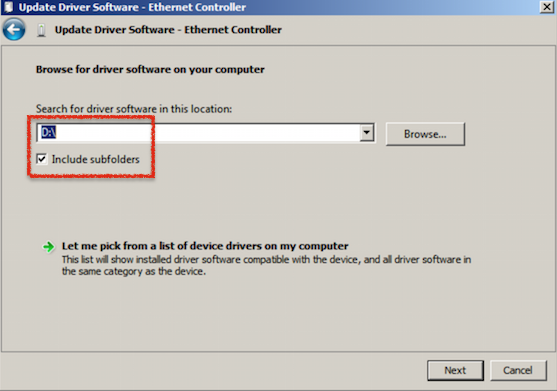 Update Driver Software - Ethernet Controller
Update Driver Software - Ethernet Controller
Browse for driver software on your computer
Search for driver software in this location:
D:\
Browse...
Include subfolders
Let me pick from a list of device drivers on my computer
This list will show installed driver software compatible with the device, and all driver software in
the same category as the device.
Next
Cancel